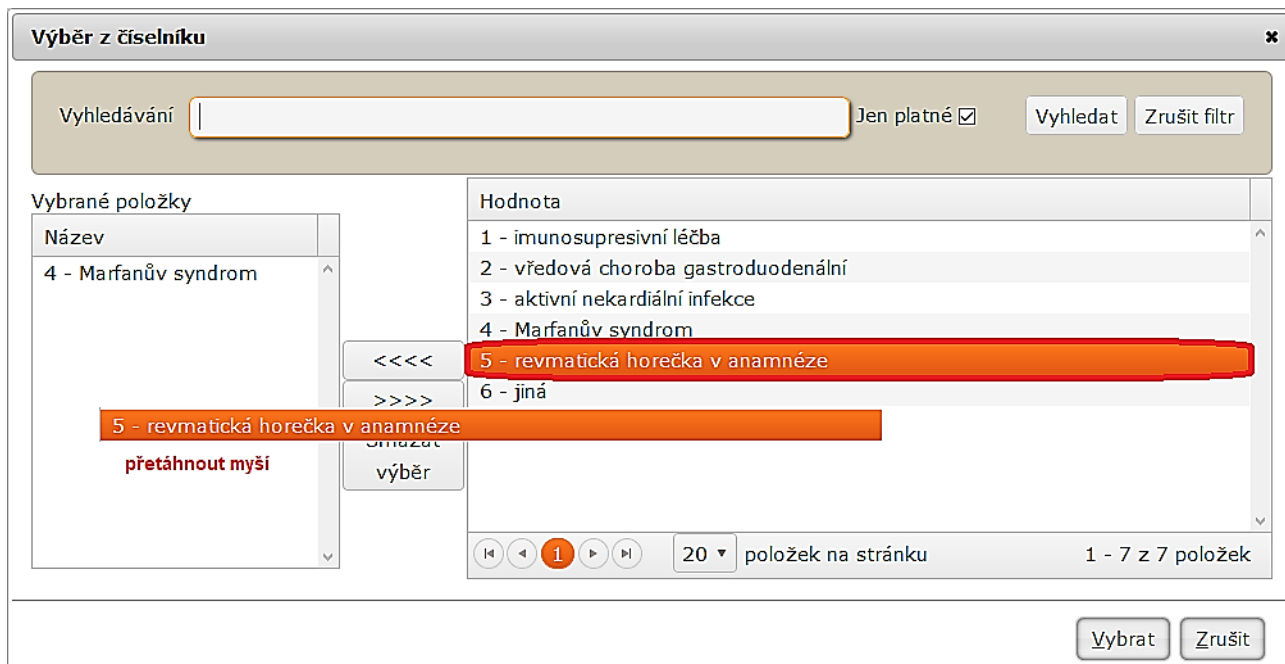 Výběr z číselníku
Vyhledávání
Jen platné
Vyhledat
Zrušit filtr
Vybrané položky
Název
4 - Marfanův syndrom
<<<<
>>>>
Smazat
výběr
5 - revmatická horečka v anamnéze
přetáhnout myší
Hodnota
1 - imunosupresivní léčba
2 - vředová choroba gastroduodenální
3 - aktivní nekardiální infekce
4 - Marfanův syndrom
5 - revmatická horečka v anamnéze
6 - jiná
1
20 položek na stránku
1 - 7 z 7 položek
Vybrat
Zrušit